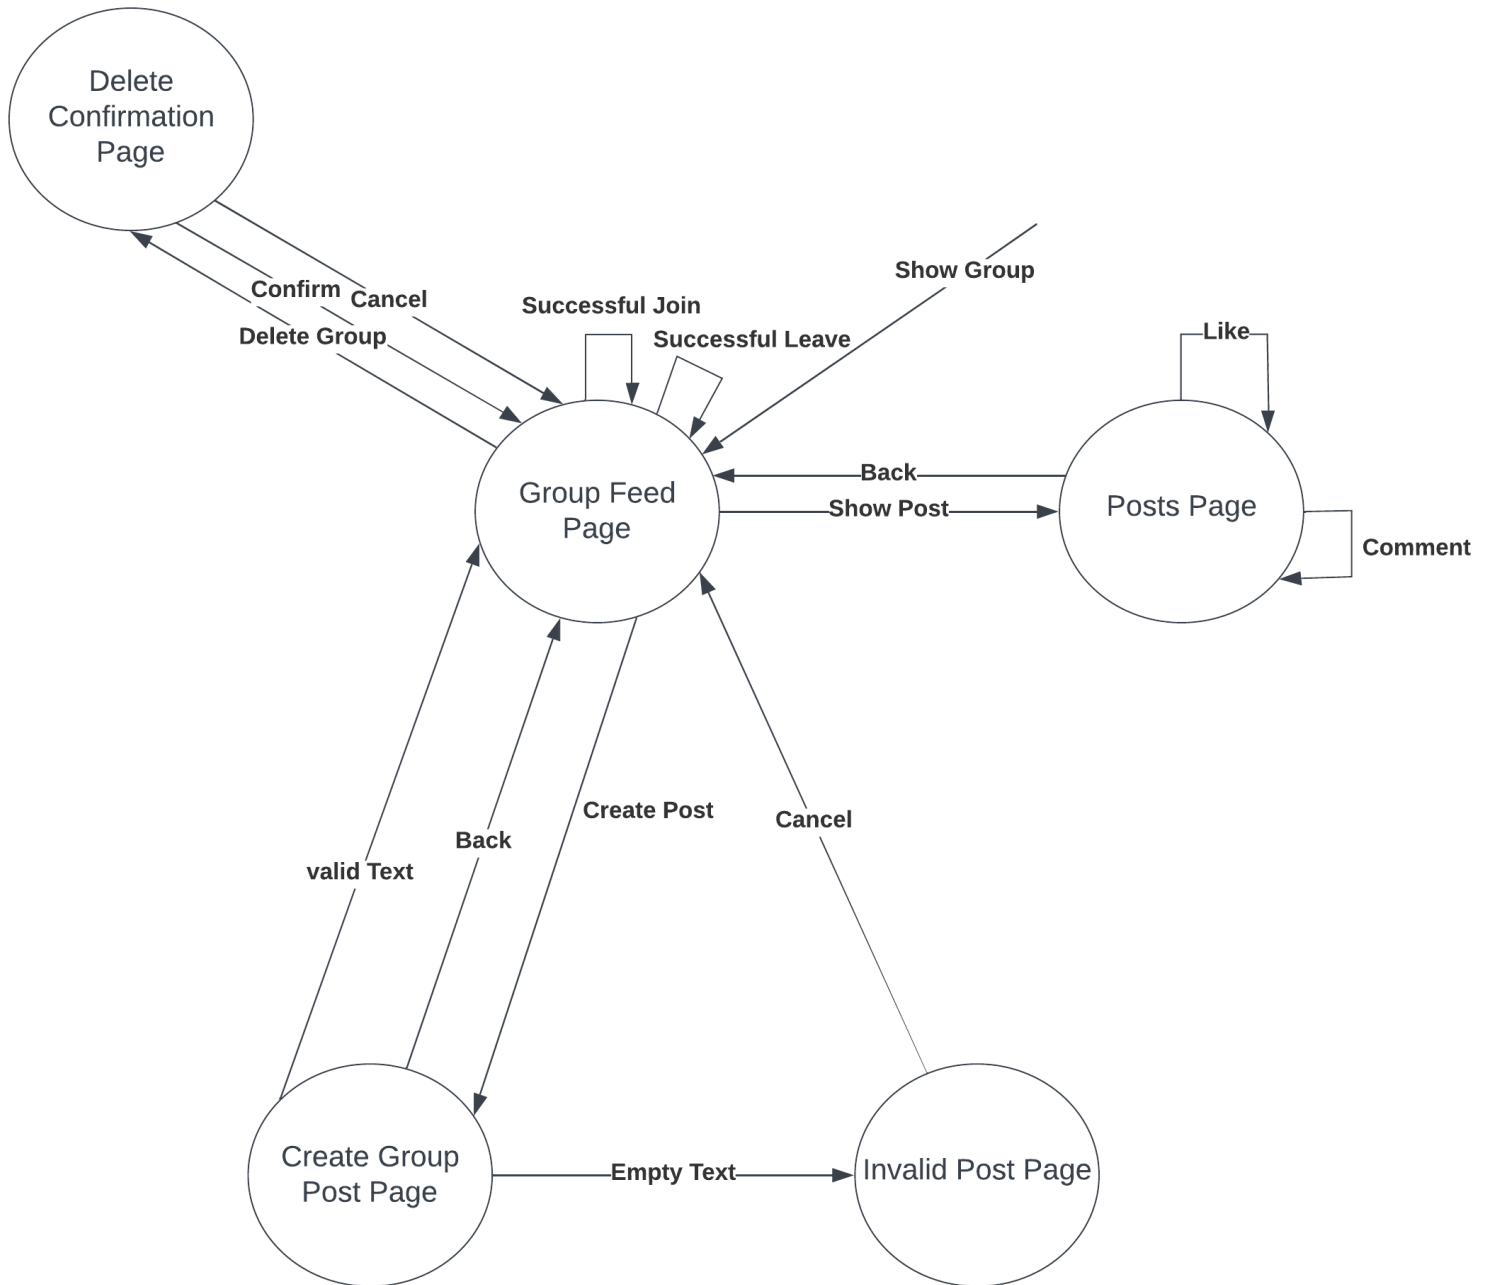 Delete
Confirmation
Page
Show Group
Confirm
Cancel
Successful Join
Delete Group
Successful Leave
Like
Back
Group Feed
Page
Show Post
Posts Page
Comment
Create Post
Cancel
Back
valid Text
Create Group
Post Page
Empty Text
Invalid Post Page